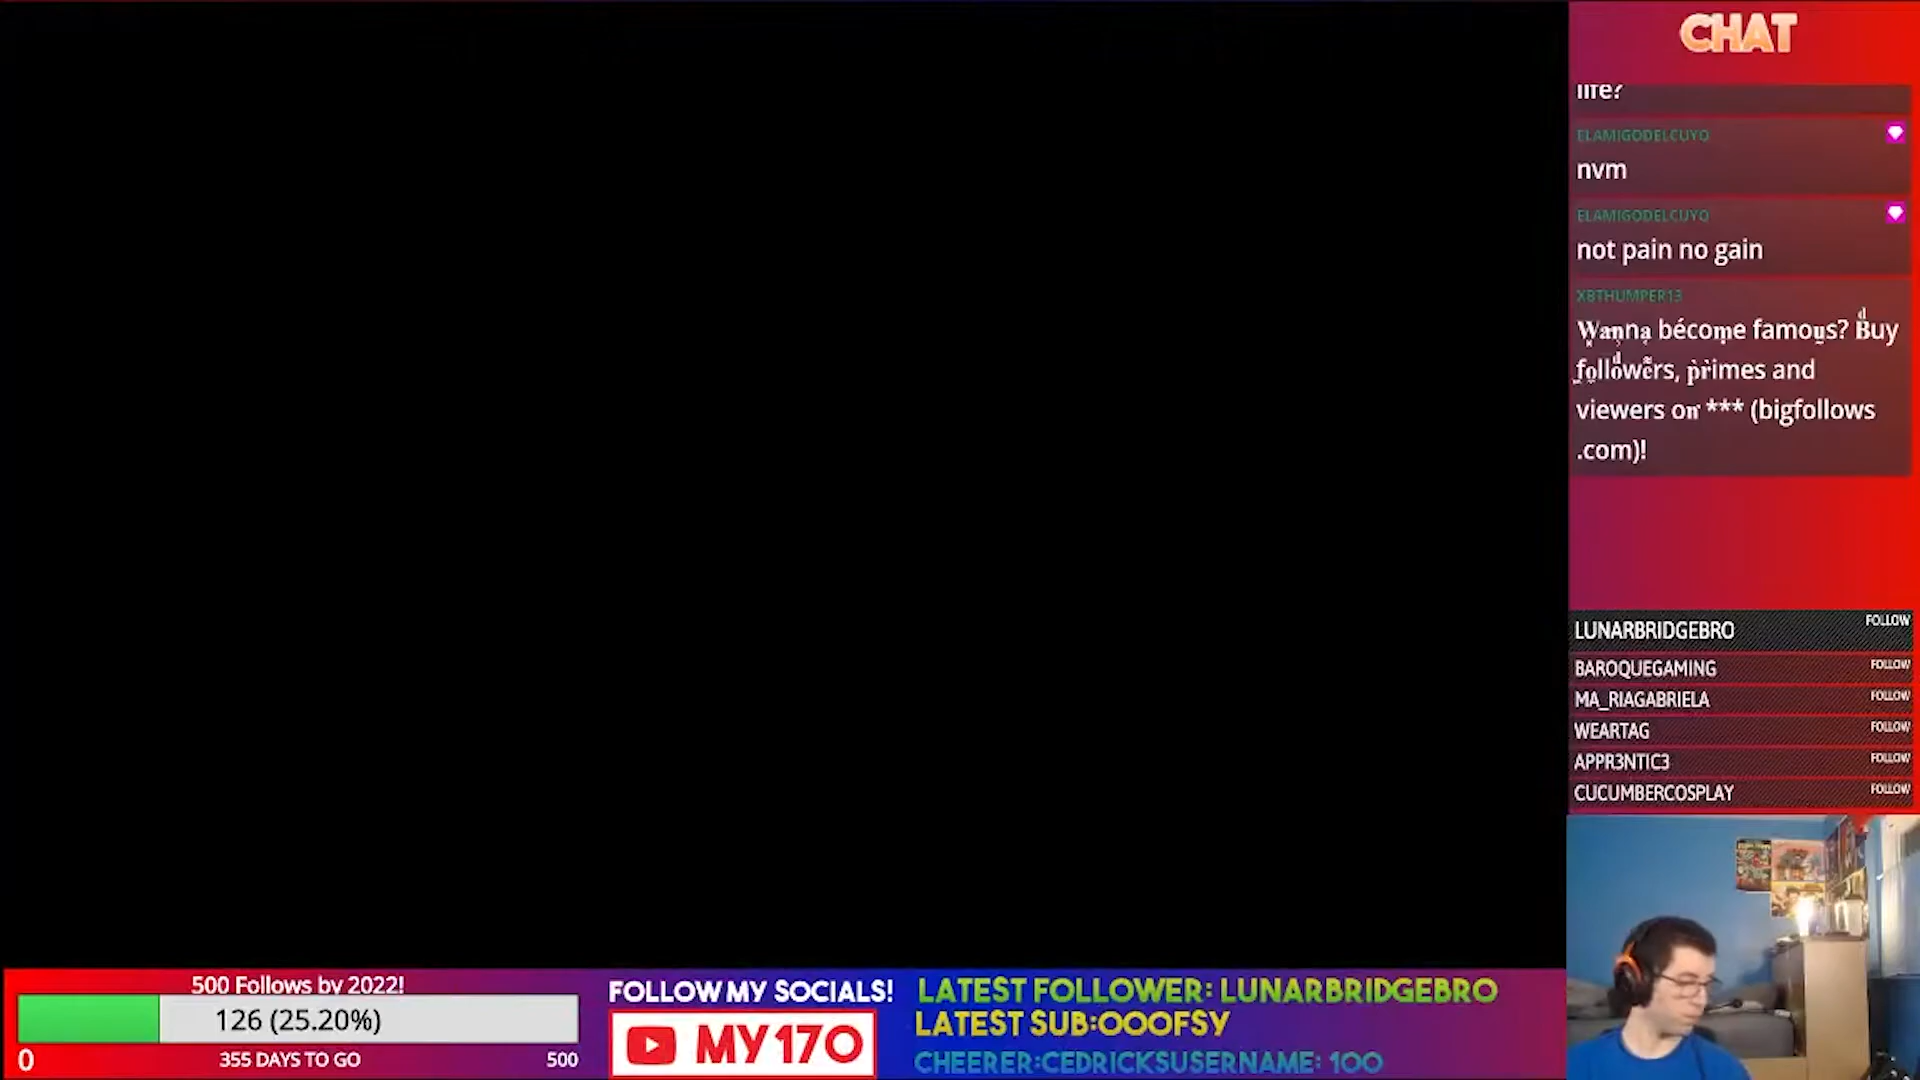 CHAT
life?
ELAMIGODELCUYO
nvm
ELAMIGODELCUYO
not pain no gain
XBTHUMPER13
Wanna bécome famous? Buy
followers, primes and
viewers on *** (bigfollows
.com)!
LUNARBRIDGEBRO FOLLOW
BAROQUEGAMING FOLLOW
MA_RIAGABRIELA FOLLOW
WEARTAG FOLLOW
APPR3NTIC3 FOLLOW
CUCUMBERCOSPLAY FOLLOW
500 Follows by 2022!
126 (25.20%)
0 355 DAYS TO GO 500
FOLLOW MY SOCIALS!
MY170
LATEST FOLLOWER: LUNARBRIDGEBRO
LATEST SUB:OOOFSY
CHEERER:CEDRICKSUSERNAME: 100